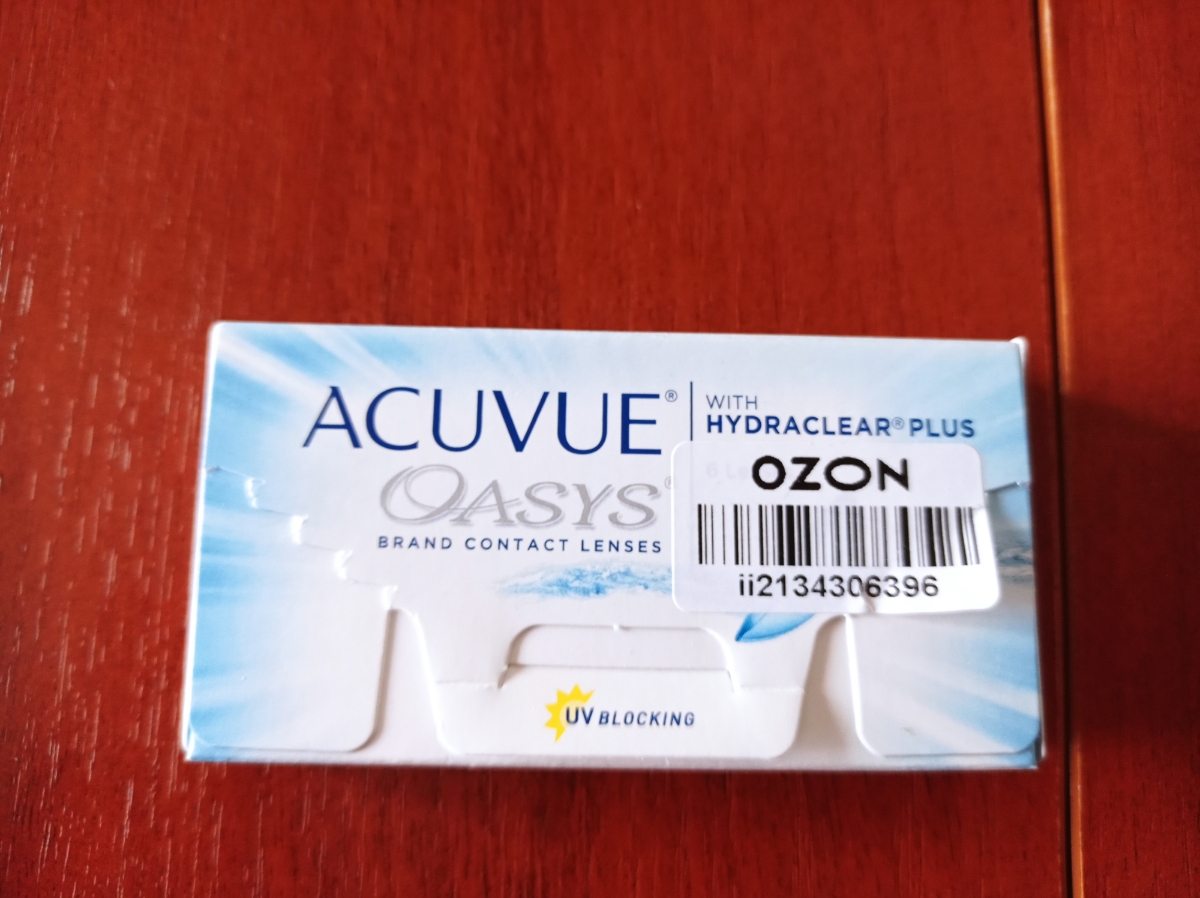 ACUVUE®
WITH
HYDRACLEAR® PLUS
OASYS®
BRAND CONTACT LENSES
OZON
ii2134306396
UV BLOCKING